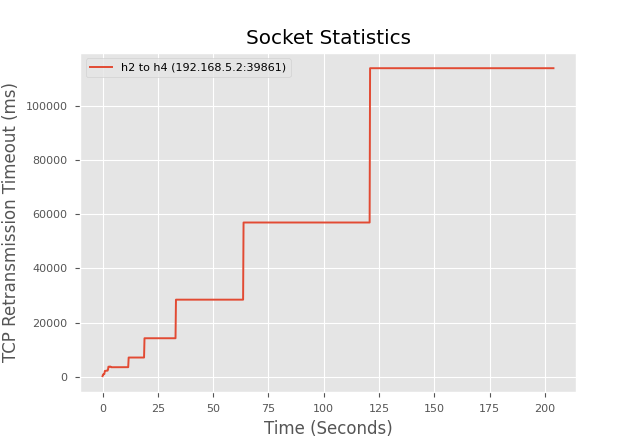 Socket Statistics
h2 to h4 (192.168.5.2:39861)
TCP Retransmission Timeout (ms)
100000
80000
60000
40000
20000
0
0 25 50 75 100 125 150 175 200
Time (Seconds)